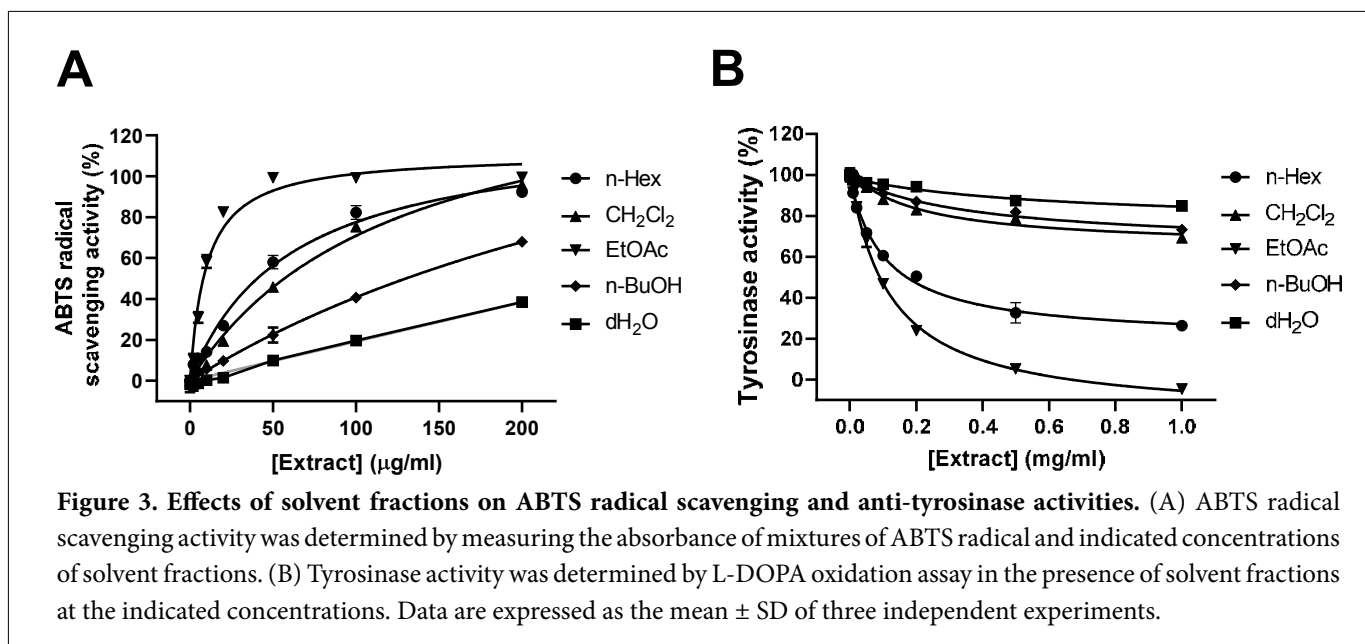 A
ABTS radical
scavenging activity (%)
120
100
80
60
40
20
0
0
50
100
150
200
[Extract] (μg/ml)
n-Hex
CH₂Cl₂
EtOAc
n-BuOH
dH₂O
B
Tyrosinase activity (%)
120
100
80
60
40
20
0
0.0
0.2
0.4
0.6
0.8
1.0
[Extract] (mg/ml)
n-Hex
CH₂Cl₂
EtOAc
n-BuOH
dH₂O
Figure 3. Effects of solvent fractions on ABTS radical scavenging and anti-tyrosinase activities. (A) ABTS radical
scavenging activity was determined by measuring the absorbance of mixtures of ABTS radical and indicated concentrations
of solvent fractions. (B) Tyrosinase activity was determined by L-DOPA oxidation assay in the presence of solvent fractions
at the indicated concentrations. Data are expressed as the mean ± SD of three independent experiments.